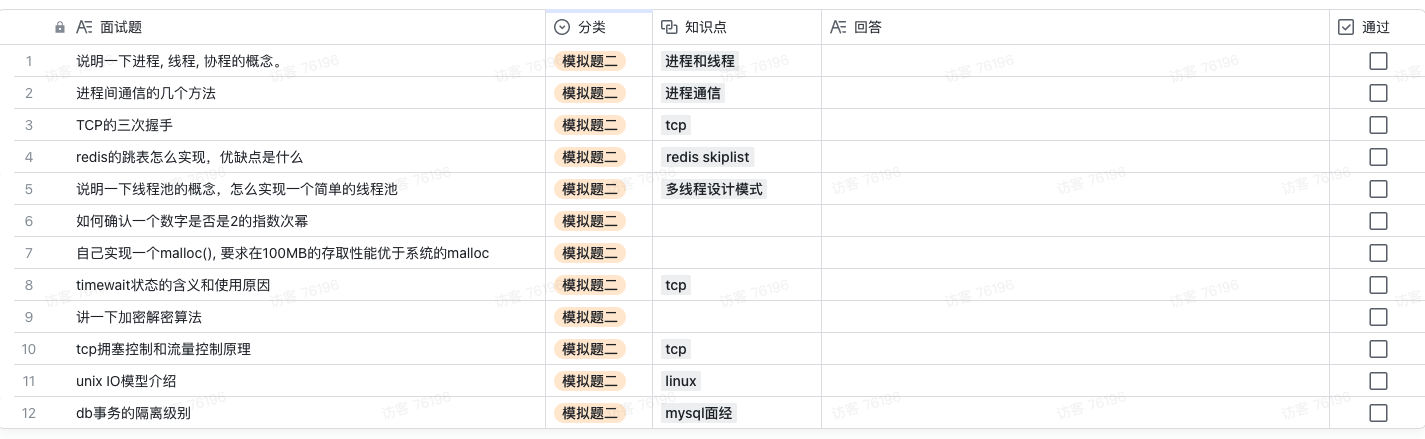 面试题 分类 知识点 回答 通过
1 说明一下进程, 线程, 协程的概念。 模拟题二 进程和线程
2 进程间通信的几个方法 模拟题二 进程通信
3 TCP的三次握手 模拟题二 tcp
4 redis的跳表怎么实现，优缺点是什么 模拟题二 redis skiplist
5 说明一下线程池的概念，怎么实现一个简单的线程池 模拟题二 多线程设计模式
6 如何确认一个数字是否是2的指数次幂 模拟题二
7 自己实现一个malloc(), 要求在100MB的存取性能优于系统的malloc 模拟题二
8 timewait状态的含义和使用原因 模拟题二 tcp
9 讲一下加密解密算法 模拟题二
10 tcp拥塞控制和流量控制原理 模拟题二 tcp
11 unix IO模型介绍 模拟题二 linux
12 db事务的隔离级别 模拟题二 mysql面经
访客 76196